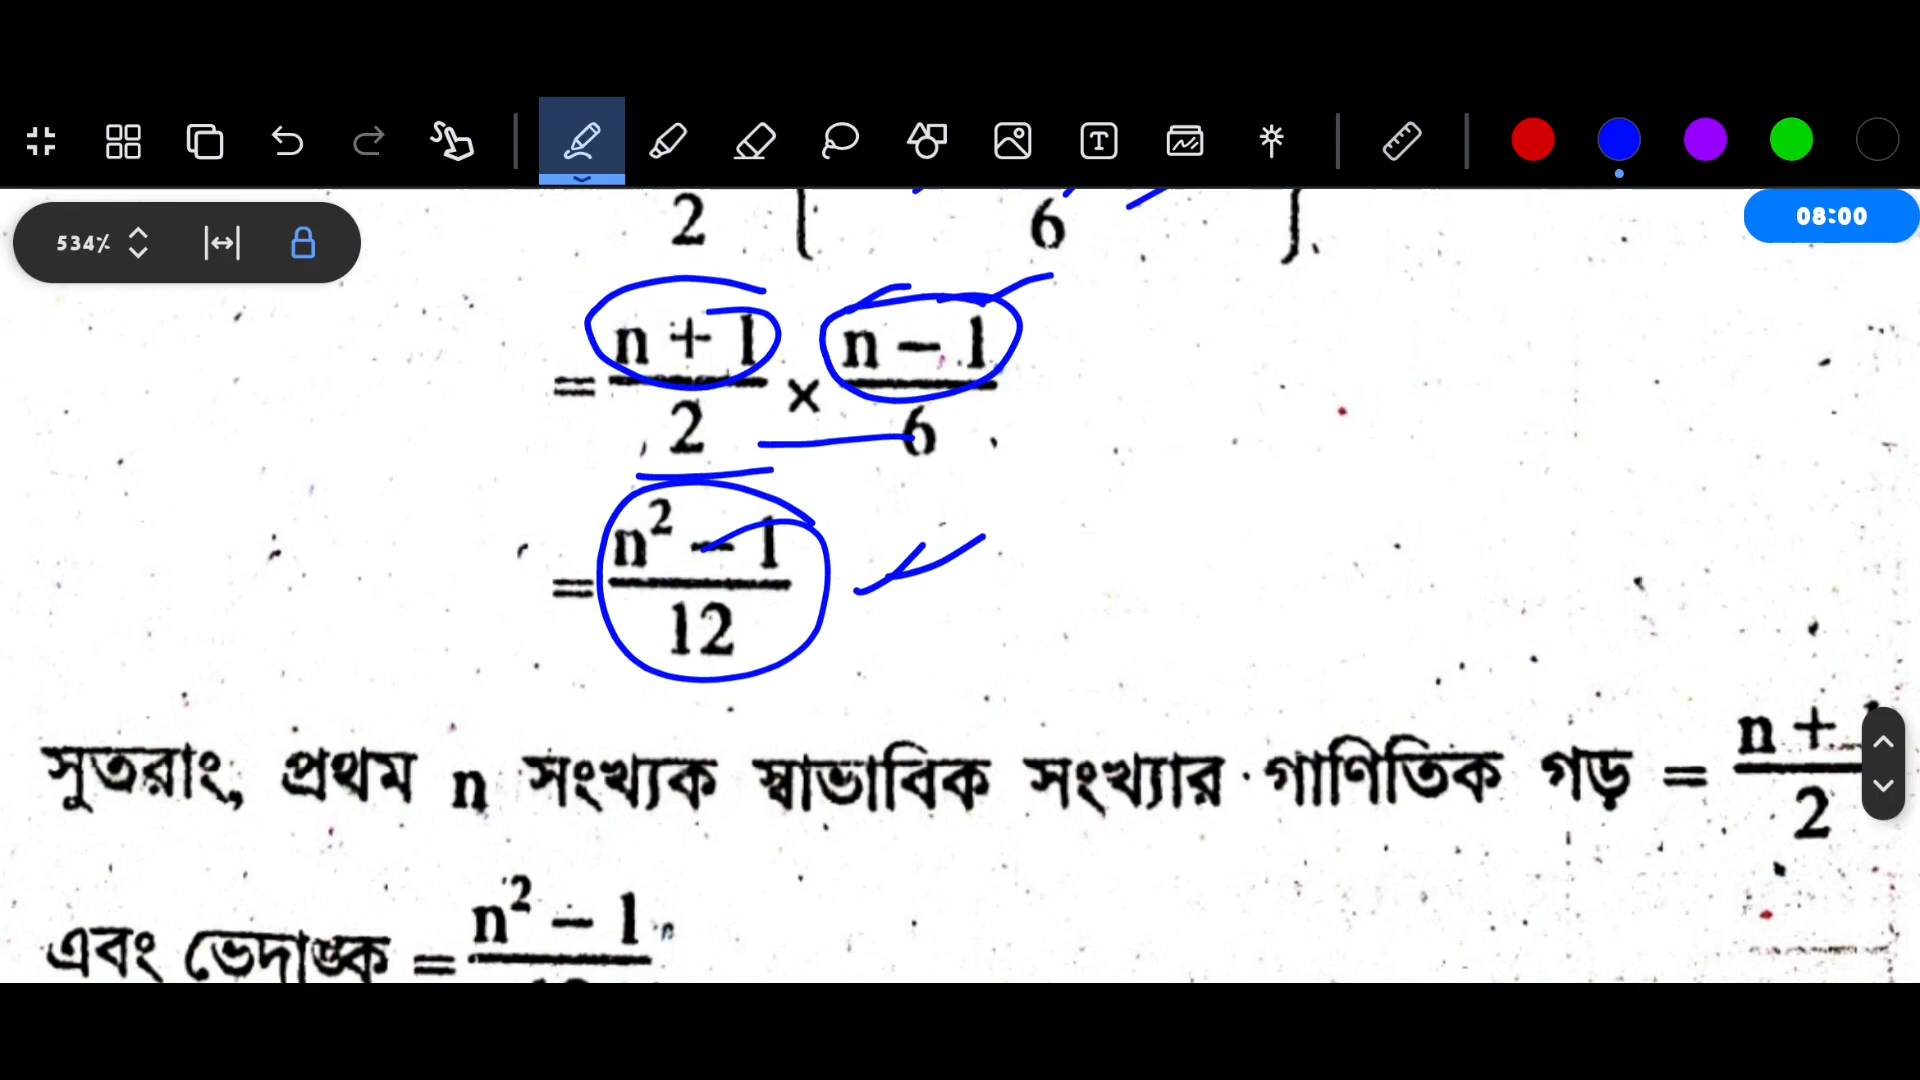 534%
08:00
2 [ 6 ]
= n + 1 / 2 × n − 1 / 6
= n² − 1 / 12
সুতরাং, প্রথম n সংখ্যক স্বাভাবিক সংখ্যার গাণিতিক গড় = n + / 2
এবং ভেদাঙ্ক = n² − 1